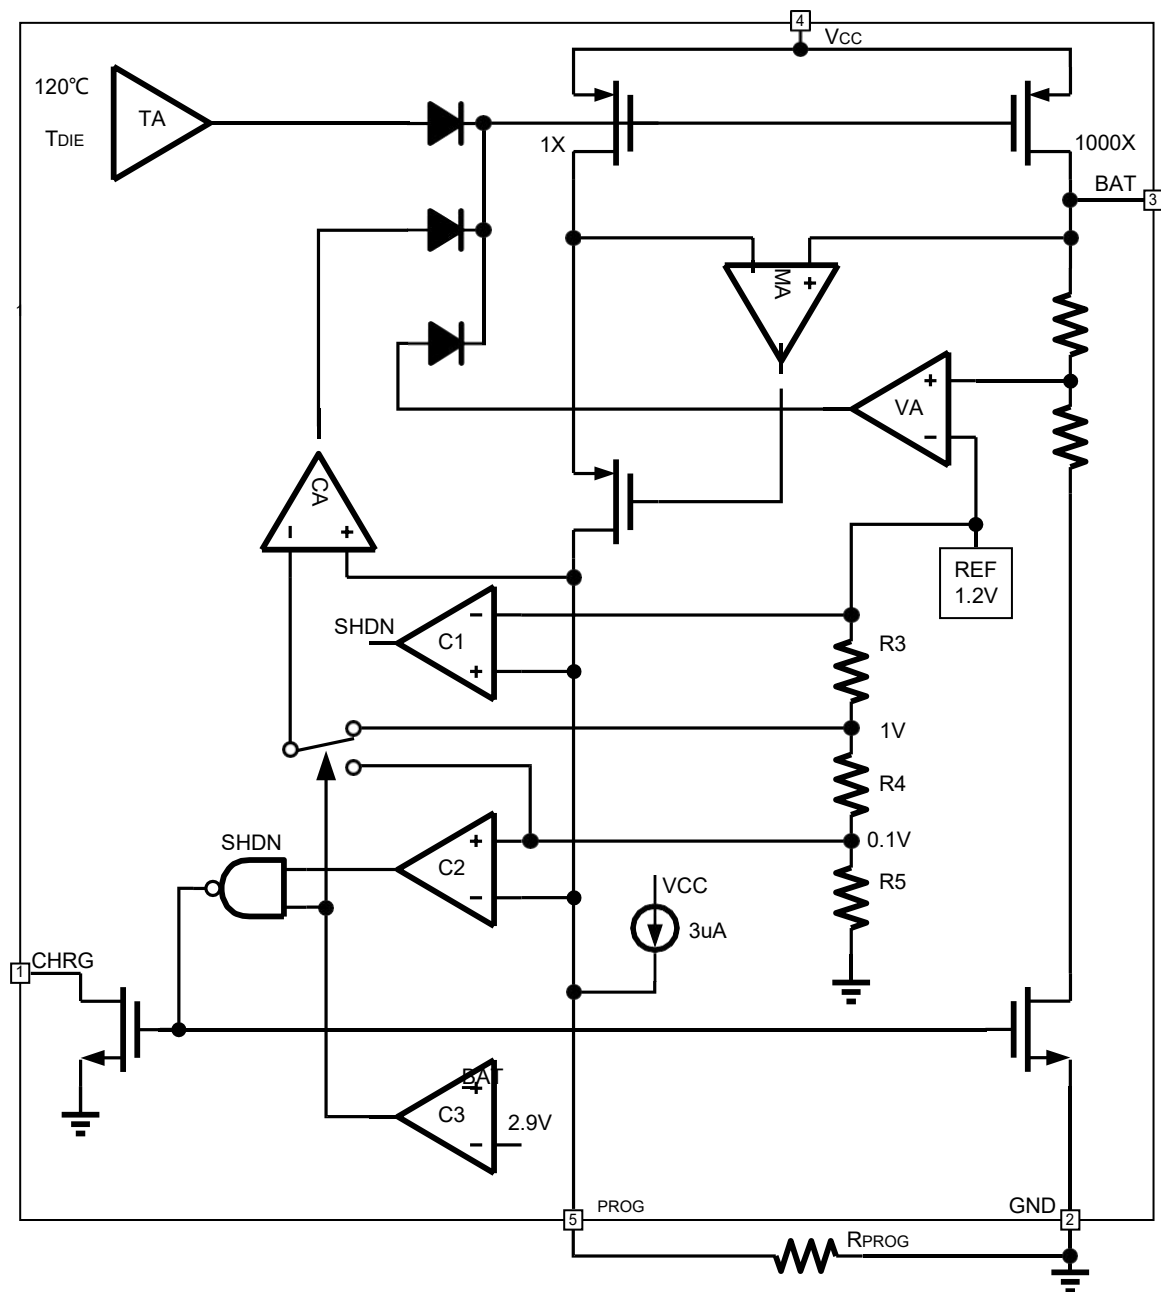 4
VCC
120℃
TA
TDIE
1X
1000X
BAT
3
MA
+
1
+
VA
−
CA
− +
REF
1.2V
SHDN
−
C1
+
R3
1V
R4
SHDN
+
0.1V
C2
−
R5
VCC
3uA
1
CHRG
BAT
+
C3
2.9V
−
PROG
GND
5
2
RPROG